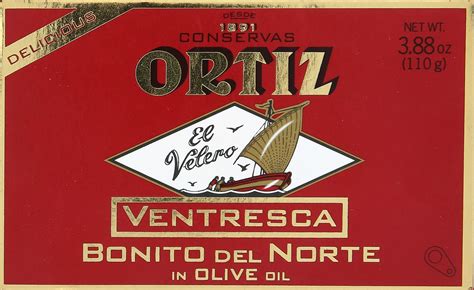 DELICIOUS
DESDE
1891
CONSERVAS
ORTIZ
NET WT.
3.88 oz
(110 g)
El
Velero
VENTRESCA
BONITO DEL NORTE
IN OLIVE OIL